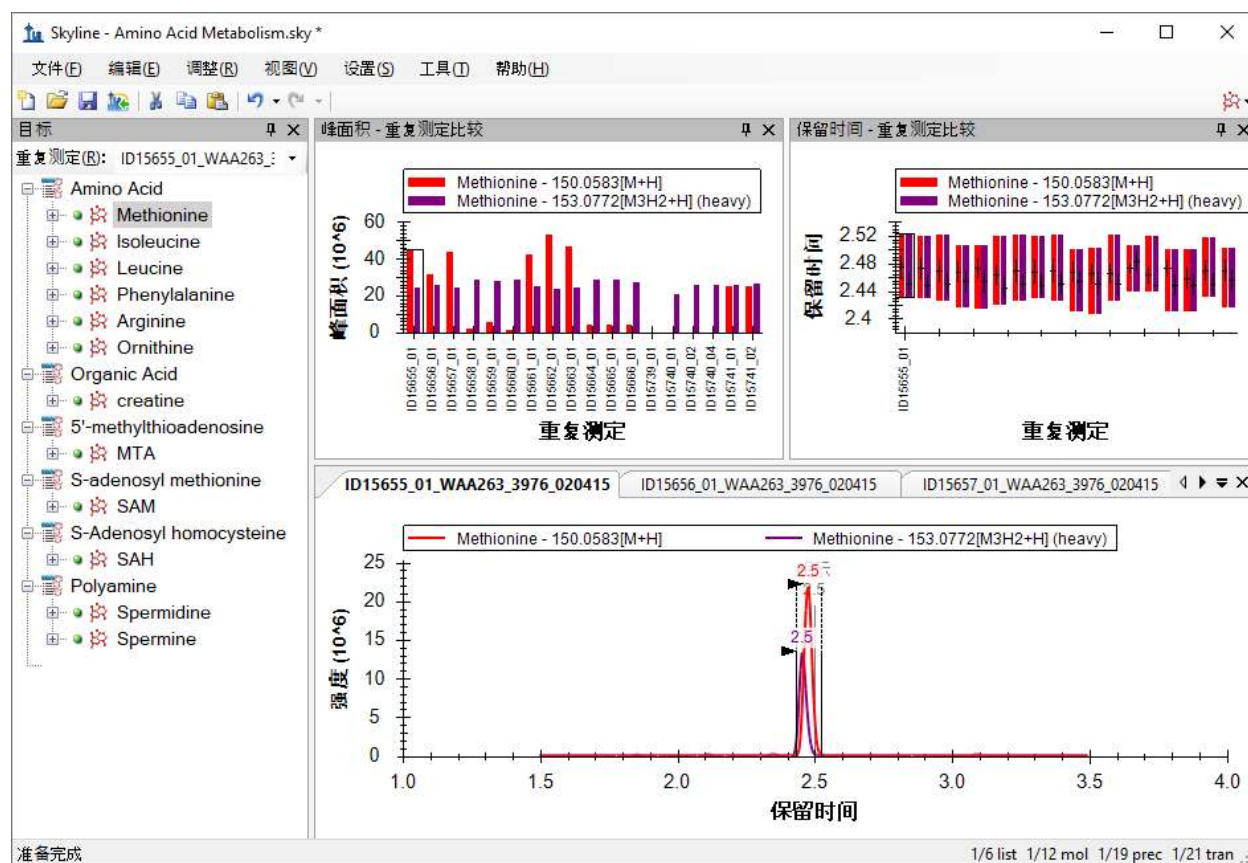 Skyline - Amino Acid Metabolism.sky *
文件(F) 编辑(E) 调整(R) 视图(V) 设置(S) 工具(T) 帮助(H)
目标
重复测定(R): ID15655_01_WAA263_
Amino Acid
Methionine
Isoleucine
Leucine
Phenylalanine
Arginine
Ornithine
Organic Acid
creatine
5'-methylthioadenosine
MTA
S-adenosyl methionine
SAM
S-Adenosyl homocysteine
SAH
Polyamine
Spermidine
Spermine
峰面积 - 重复测定比较
Methionine - 150.0583[M+H]
Methionine - 153.0772[M3H2+H] (heavy)
峰面积 (10^6)
60
40
20
0
ID15655_01
ID15656_01
ID15657_01
ID15658_01
ID15659_01
ID15660_01
ID15661_01
ID15662_01
ID15663_01
ID15664_01
ID15665_01
ID15666_01
ID15739_01
ID15740_01
ID15740_02
ID15740_04
ID15741_01
ID15741_02
重复测定
保留时间 - 重复测定比较
Methionine - 150.0583[M+H]
Methionine - 153.0772[M3H2+H] (heavy)
保留时间
2.52
2.48
2.44
2.4
ID15655_01
重复测定
ID15655_01_WAA263_3976_020415
ID15656_01_WAA263_3976_020415
ID15657_01_WAA263_3976_020415
Methionine - 150.0583[M+H]
Methionine - 153.0772[M3H2+H] (heavy)
强度 (10^6)
25
20
15
10
5
0
2.5
2.5
2.5
1.0 1.5 2.0 2.5 3.0 3.5 4.0
保留时间
准备完成
1/6 list 1/12 mol 1/19 prec 1/21 tran